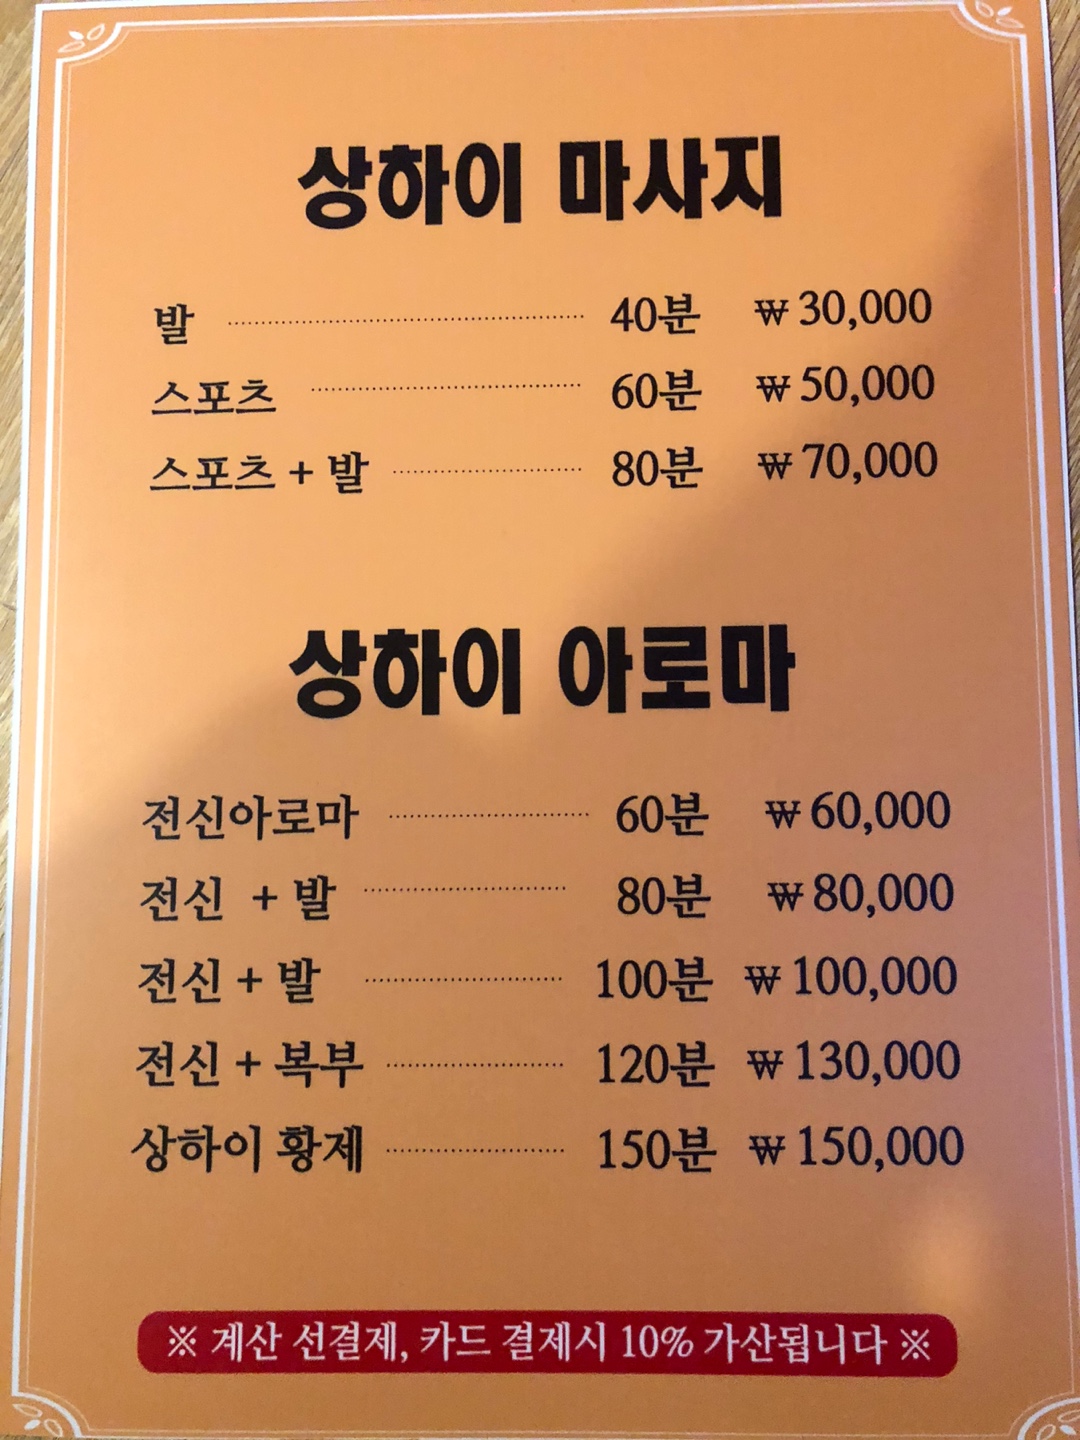 상하이 마사지
발 40분 ₩ 30,000
스포츠 60분 ₩ 50,000
스포츠 + 발 80분 ₩ 70,000
상하이 아로마
전신아로마 60분 ₩ 60,000
전신 + 발 80분 ₩ 80,000
전신 + 발 100분 ₩ 100,000
전신 + 복부 120분 ₩ 130,000
상하이 황제 150분 ₩ 150,000
※ 계산 선결제, 카드 결제시 10% 가산됩니다 ※